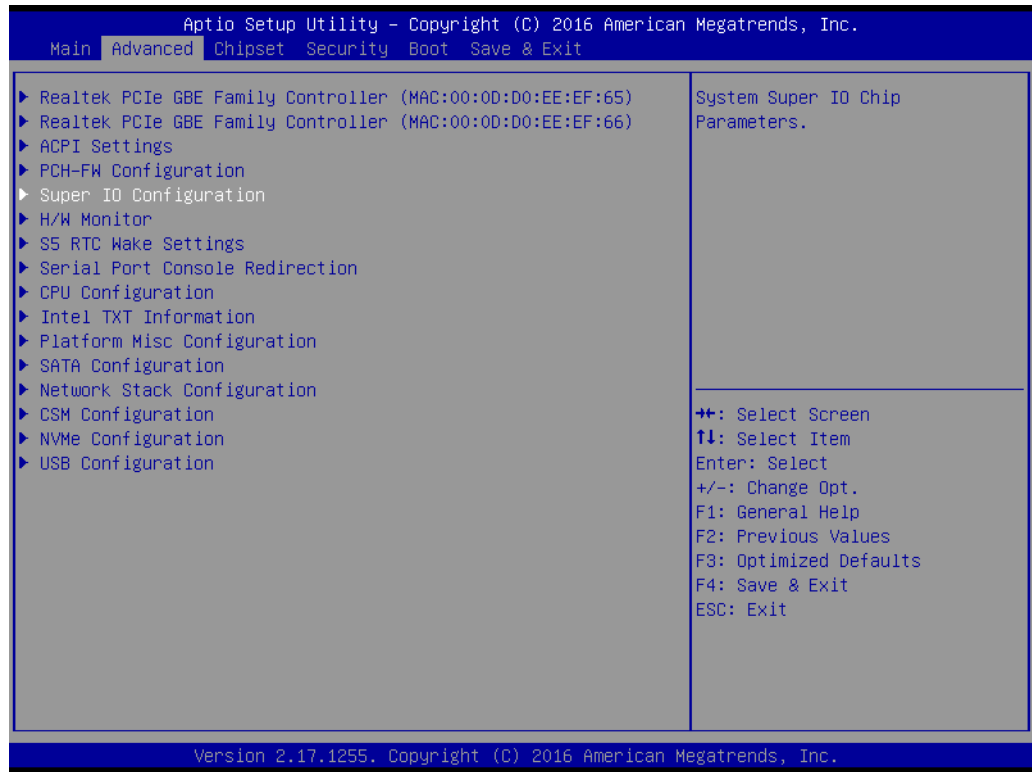 Aptio Setup Utility – Copyright (C) 2016 American Megatrends, Inc.
Main Advanced Chipset Security Boot Save & Exit
▶ Realtek PCIe GBE Family Controller (MAC:00:0D:D0:EE:EF:65)
▶ Realtek PCIe GBE Family Controller (MAC:00:0D:D0:EE:EF:66)
▶ ACPI Settings
▶ PCH-FW Configuration
▶ Super IO Configuration
▶ H/W Monitor
▶ S5 RTC Wake Settings
▶ Serial Port Console Redirection
▶ CPU Configuration
▶ Intel TXT Information
▶ Platform Misc Configuration
▶ SATA Configuration
▶ Network Stack Configuration
▶ CSM Configuration
▶ NVMe Configuration
▶ USB Configuration
System Super IO Chip
Parameters.
→←: Select Screen
↑↓: Select Item
Enter: Select
+/-: Change Opt.
F1: General Help
F2: Previous Values
F3: Optimized Defaults
F4: Save & Exit
ESC: Exit
Version 2.17.1255. Copyright (C) 2016 American Megatrends, Inc.